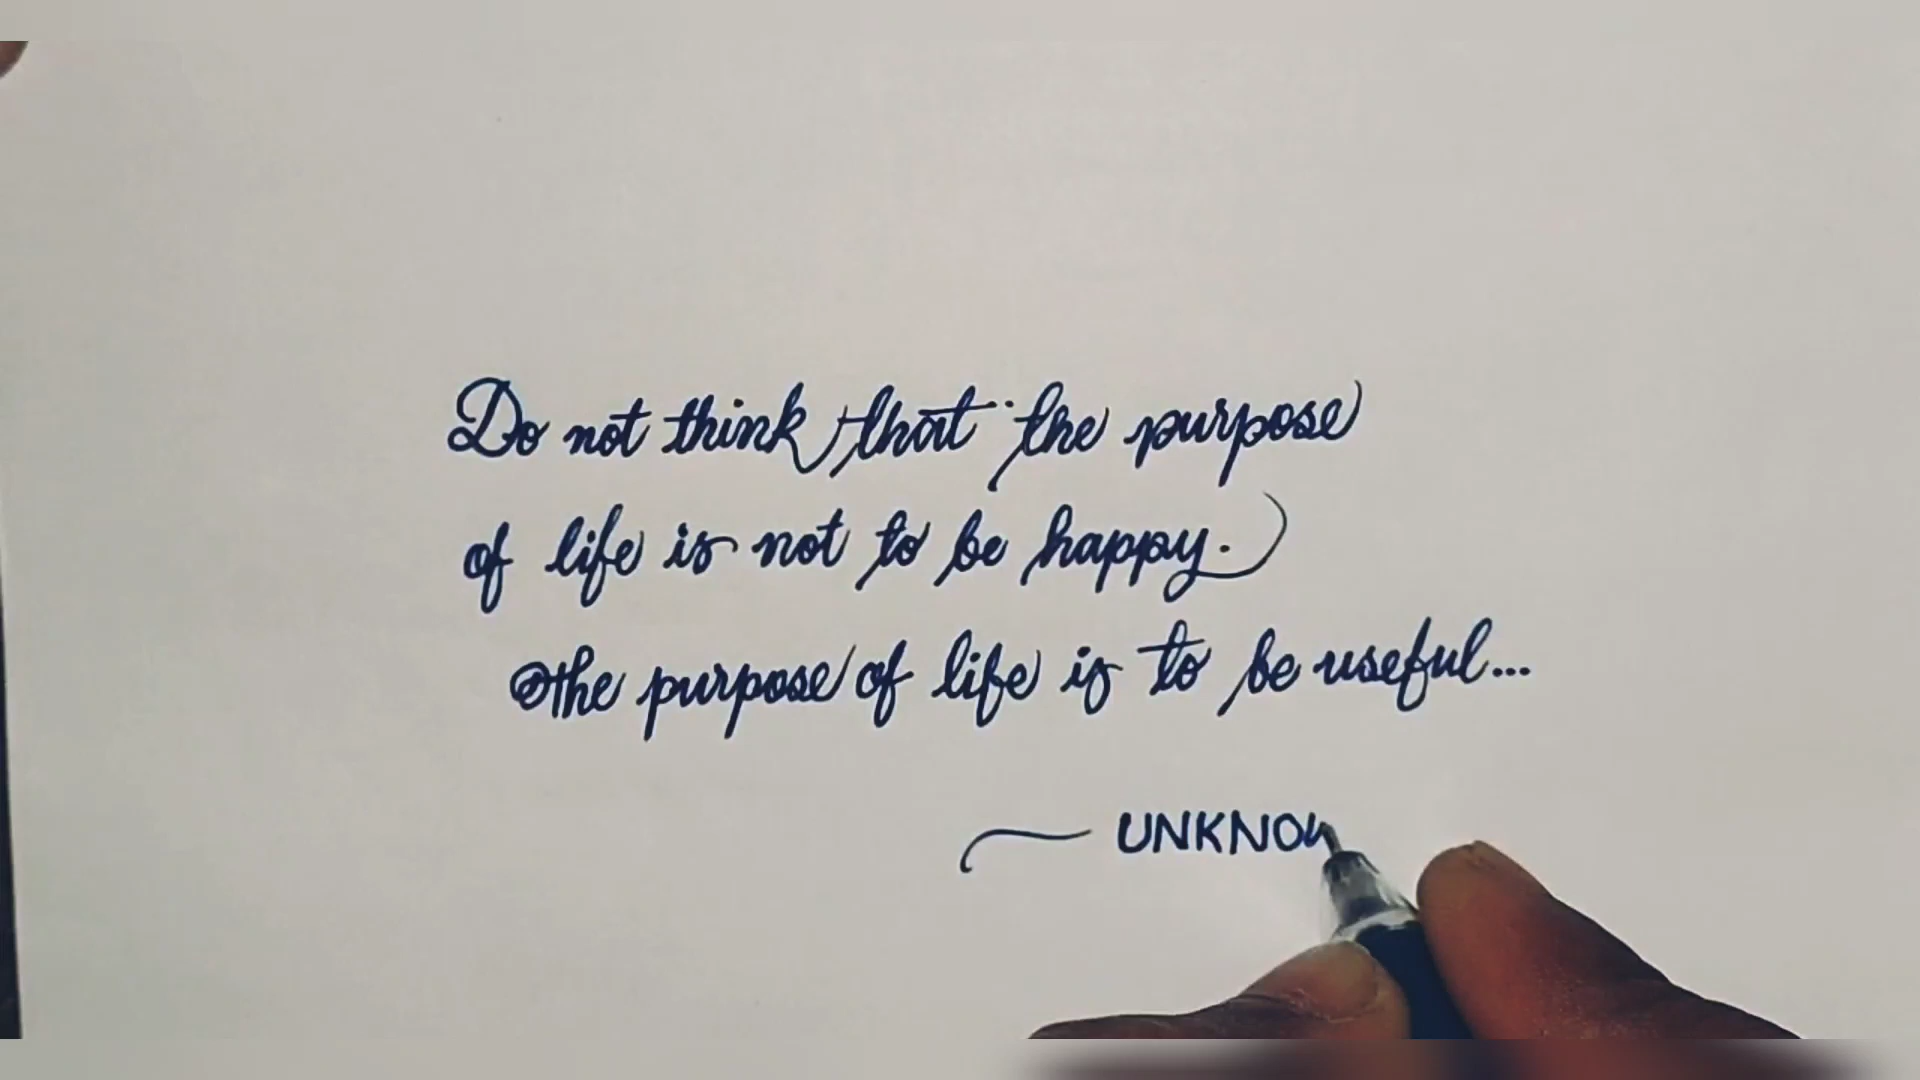 Do not think that the purpose
of life is not to be happy.
the purpose of life is to be useful...
— UNKNOW